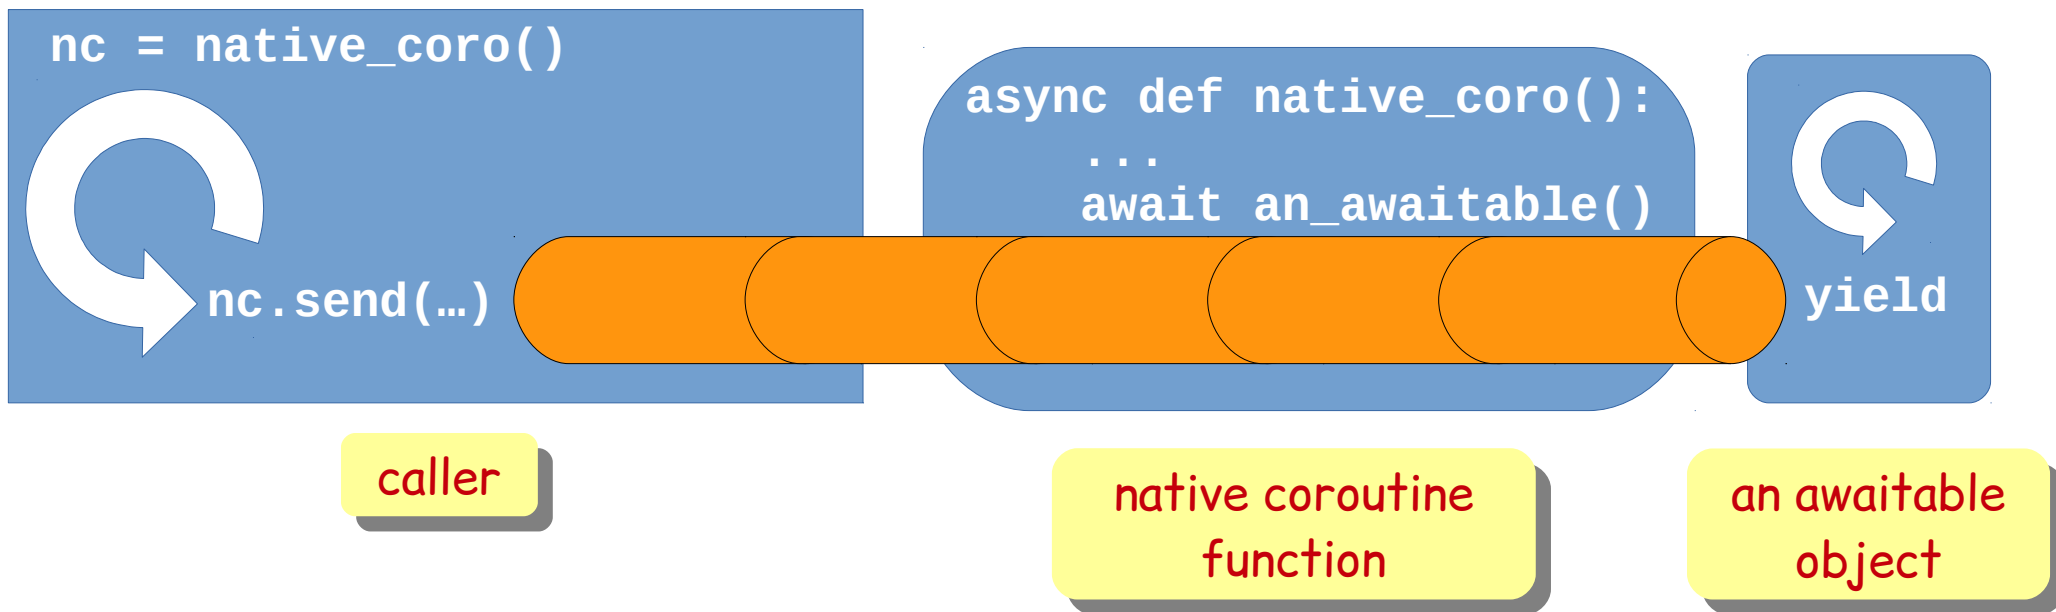 nc = native_coro()
nc.send(…)
async def native_coro():
...
await an_awaitable()
yield
caller
native coroutine
function
an awaitable
object